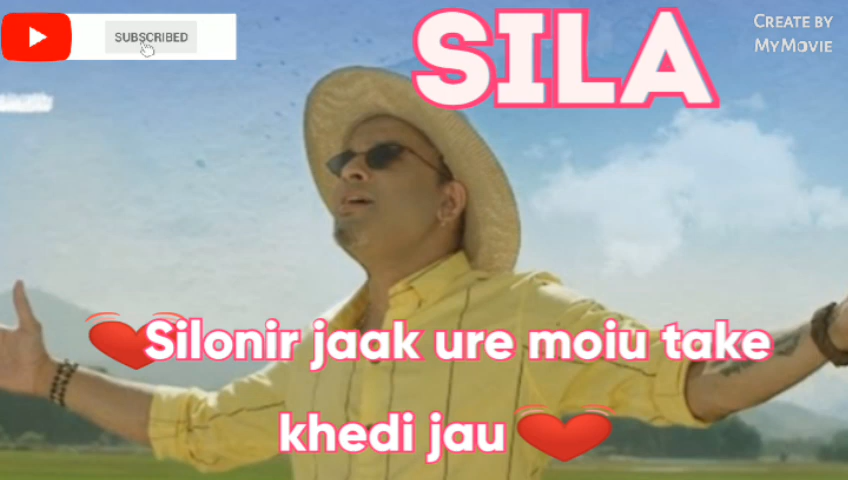 SUBSCRIBED
SILA
CREATE BY
MYMOVIE
Silonir jaak ure moiu take
khedi jau